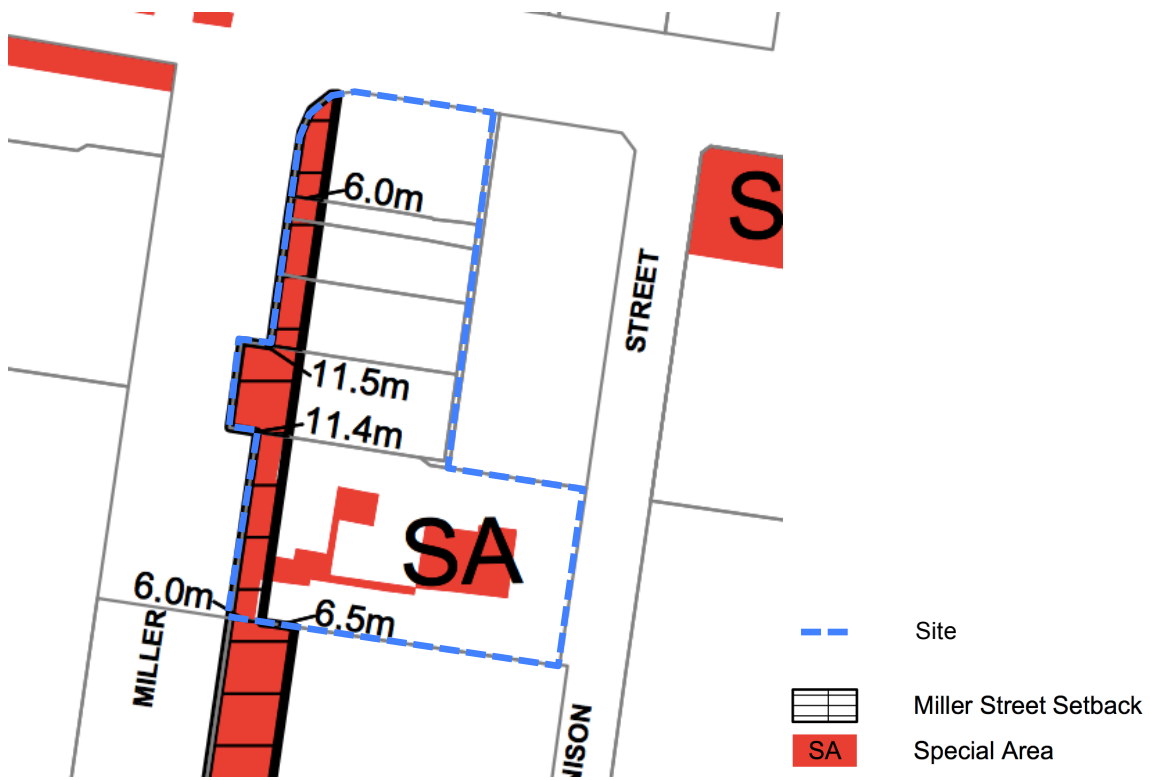 S
6.0m
STREET
11.5m
11.4m
SA
6.0m
6.5m
MILLER
NISON
Site
Miller Street Setback
SA
Special Area